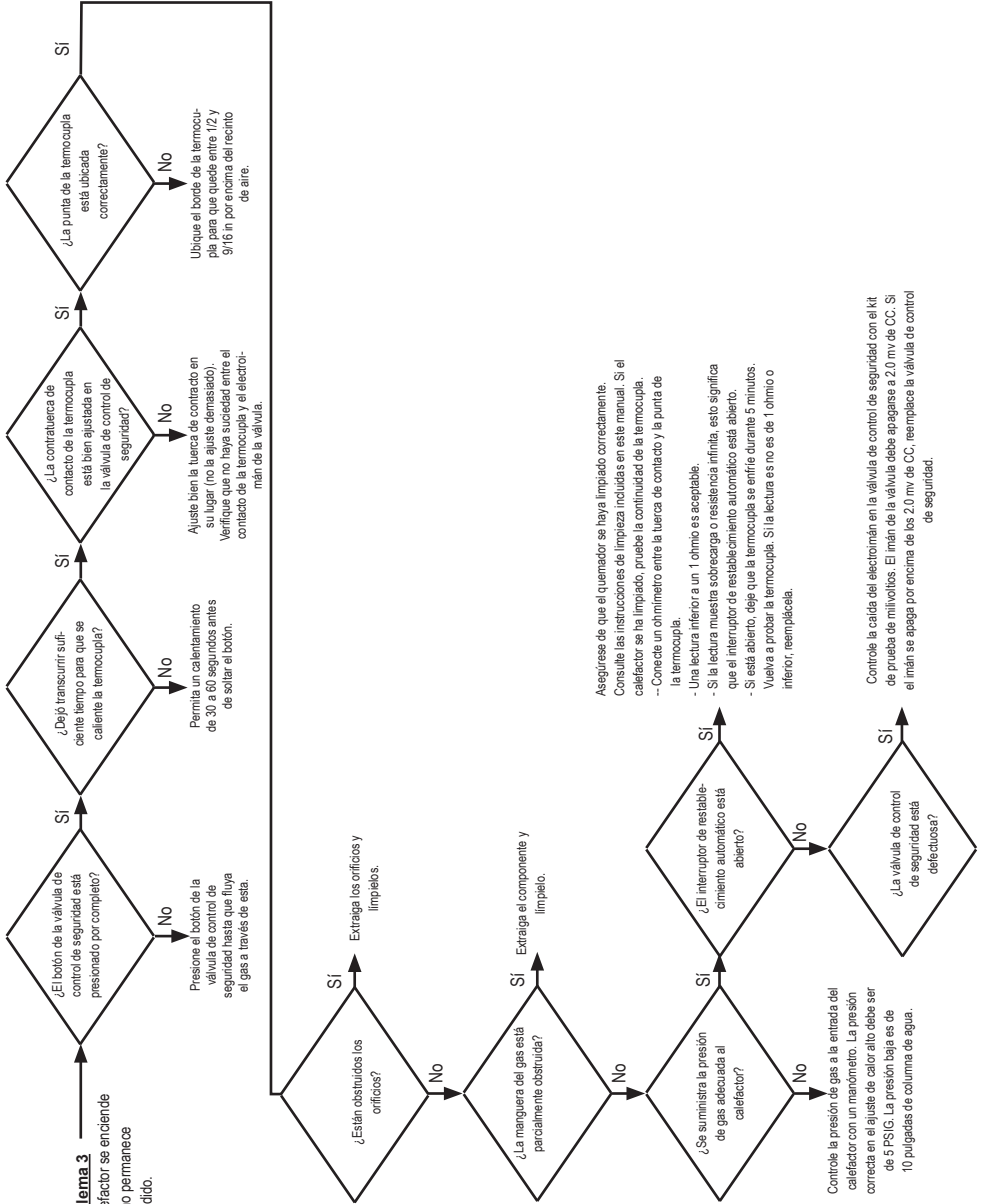 lema 3
efactor se enciende
no permanece
dido.
¿El botón de la válvula de
control de seguridad está
presionado por completo?
Sí
No
Presione el botón de la
válvula de control de
seguridad hasta que fluya
el gas a través de esta.
¿Dejó transcurrir sufi-
ciente tiempo para que se
caliente la termocupla?
Sí
No
Permita un calentamiento
de 30 a 60 segundos antes
de soltar el botón.
¿La contratuerca de
contacto de la termocupla
está bien ajustada en
la válvula de control de
seguridad?
Sí
No
Ajuste bien la tuerca de contracto en
su lugar (no la ajuste demasiado).
Verifique que no haya suciedad entre el
contacto de la termocupla y el electroi-
mán de la válvula.
¿La punta de la termocupla
está ubicada
correctamente?
Sí
No
Ubique el borde de la termocu-
pla para que quede entre 1/2 y
9/16 in por encima del recinto
de aire.
¿Están obstruidos los
orificios?
Sí
Extraiga los orificios y
límpielos.
No
¿La manguera del gas está
parcialmente obstruida?
Sí
Extraiga el componente y
límpielo.
No
¿Se suministra la presión
de gas adecuada al
calefactor?
Sí
No
Controle la presión de gas a la entrada del
calefactor con un manómetro. La presión
correcta en el ajuste de calor alto debe ser
de 5 PSIG. La presión baja es de
10 pulgadas de columna de agua.
¿El interruptor de restable-
cimiento automático está
abierto?
Sí
Asegúrese de que el quemador se haya limpiado correctamente.
Consulte las instrucciones de limpieza incluidas en este manual. Si el
calefactor se ha limpiado, pruebe la continuidad de la termocupla.
-- Conecte un ohmímetro entre la tuerca de contacto y la punta de
la termocupla.
- Una lectura inferior a un 1 ohmio es aceptable.
- Si la lectura muestra sobrecarga o resistencia infinita, esto significa
que el interruptor de restablecimiento automático está abierto.
- Si está abierto, deje que la termocupla se enfríe durante 5 minutos.
Vuelva a probar la termocupla. Si la lectura es no es de 1 ohmio o
inferior, reemplácela.
No
¿La válvula de control
de seguridad está
defectuosa?
Sí
Controle la caída del electroimán en la válvula de control de seguridad con el kit
de prueba de milivoltios. El imán de la válvula debe apagarse a 2.0 mv de CC. Si
el imán se apaga por encima de los 2.0 mv de CC, reemplace la válvula de control
de seguridad.